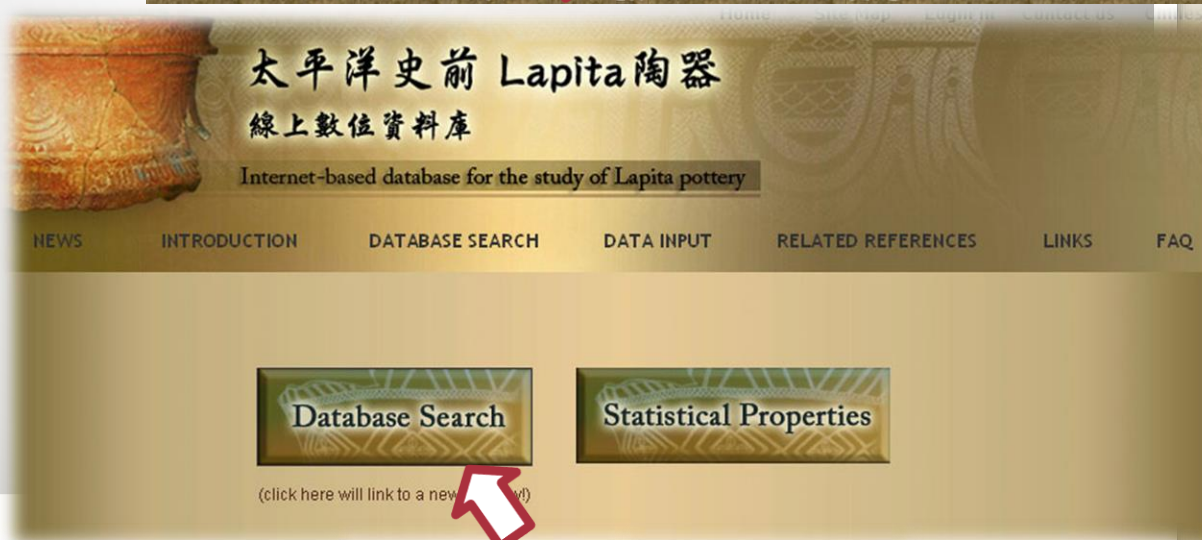 Home Site Map Login In Contact us
太平洋史前 Lapita陶器
線上數位資料庫
Internet-based database for the study of Lapita pottery
NEWS INTRODUCTION DATABASE SEARCH DATA INPUT RELATED REFERENCES LINKS FAQ
Database Search Statistical Properties
(click here will link to a new